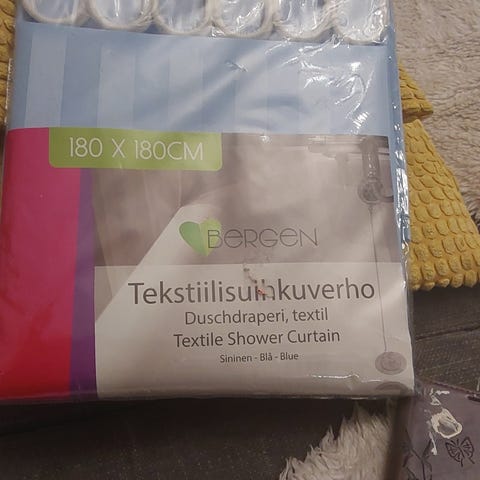 180 X 180CM
BERGEN
Tekstiilisuihkuverho
Duschdraperi, textil
Textile Shower Curtain
Sininen - Blå - Blue